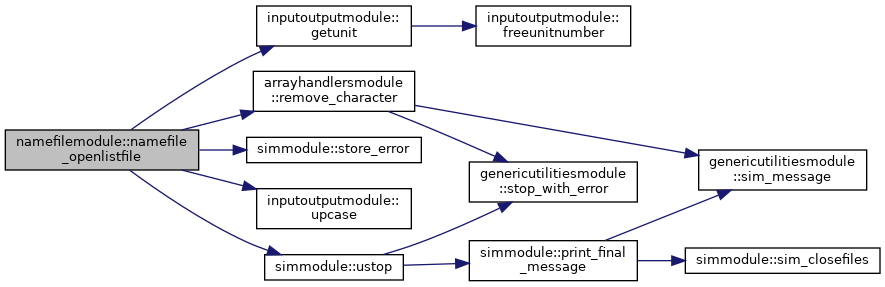 namefilemodule::namefile
_openlistfile
inputoutputmodule::
getunit
inputoutputmodule::
freeunitnumber
arrayhandlersmodule
::remove_character
simmodule::store_error
inputoutputmodule::
upcase
simmodule::ustop
genericutilitiesmodule
::stop_with_error
simmodule::print_final
_message
genericutilitiesmodule
::sim_message
simmodule::sim_closefiles